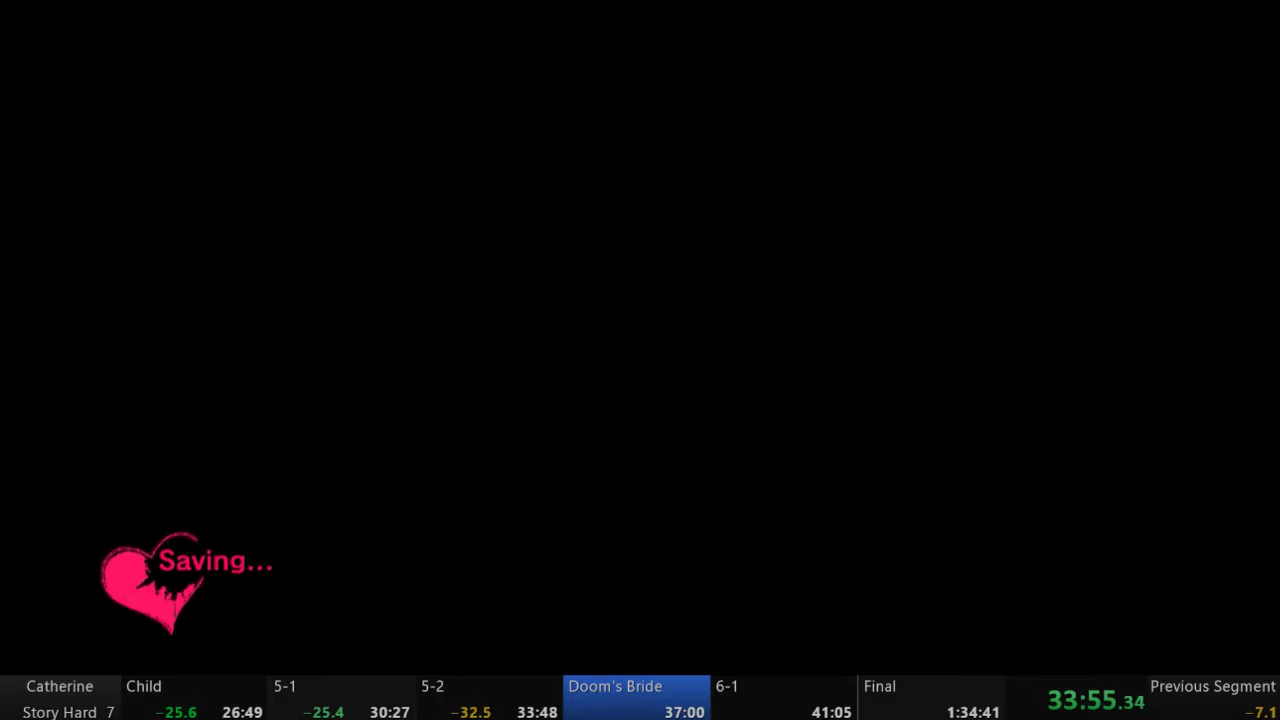 Saving...
Catherine
Story Hard 7
Child
−25.6 26:49
5-1
−25.4 30:27
5-2
−32.5 33:48
Doom's Bride
37:00
6-1
41:05
Final
1:34:41
33:55.34
Previous Segment
−7.1